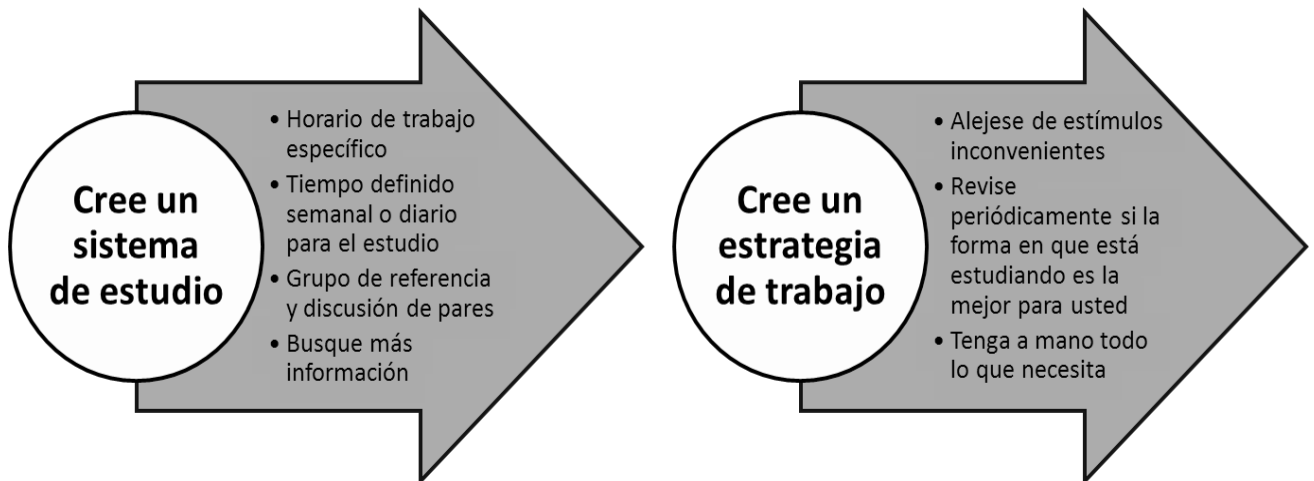 Cree un
sistema
de estudio
• Horario de trabajo
específico
• Tiempo definido
semanal o diario
para el estudio
• Grupo de referencia
y discusión de pares
• Busque más
información
Cree un
estrategia
de trabajo
• Alejese de estímulos
inconvenientes
• Revise
periódicamente si la
forma en que está
estudiando es la
mejor para usted
• Tenga a mano todo
lo que necesita